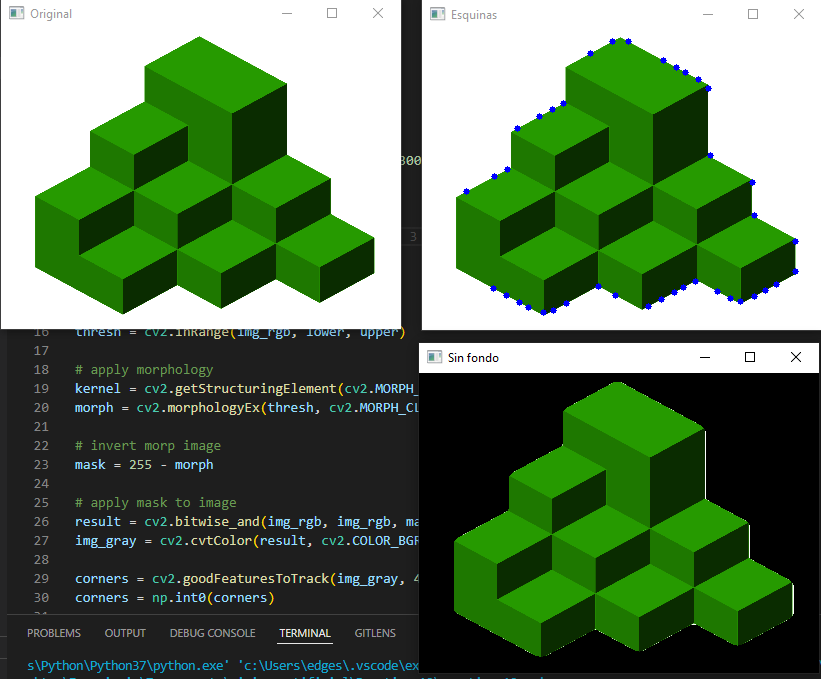 Original
Esquinas
300
3
16 thresh = cv2.inRange(img_rgb, lower, upper)
17
18 # apply morphology
19 kernel = cv2.getStructuringElement(cv2.MORPH_
20 morph = cv2.morphologyEx(thresh, cv2.MORPH_CL
21
22 # invert morp image
23 mask = 255 - morph
24
25 # apply mask to image
26 result = cv2.bitwise_and(img_rgb, img_rgb, ma
27 img_gray = cv2.cvtColor(result, cv2.COLOR_BGR
28
29 corners = cv2.goodFeaturesToTrack(img_gray, 4
30 corners = np.int0(corners)
Sin fondo
PROBLEMS OUTPUT DEBUG CONSOLE TERMINAL GITLENS
s\Python\Python37\python.exe' 'c:\Users\edges\.vscode\ex